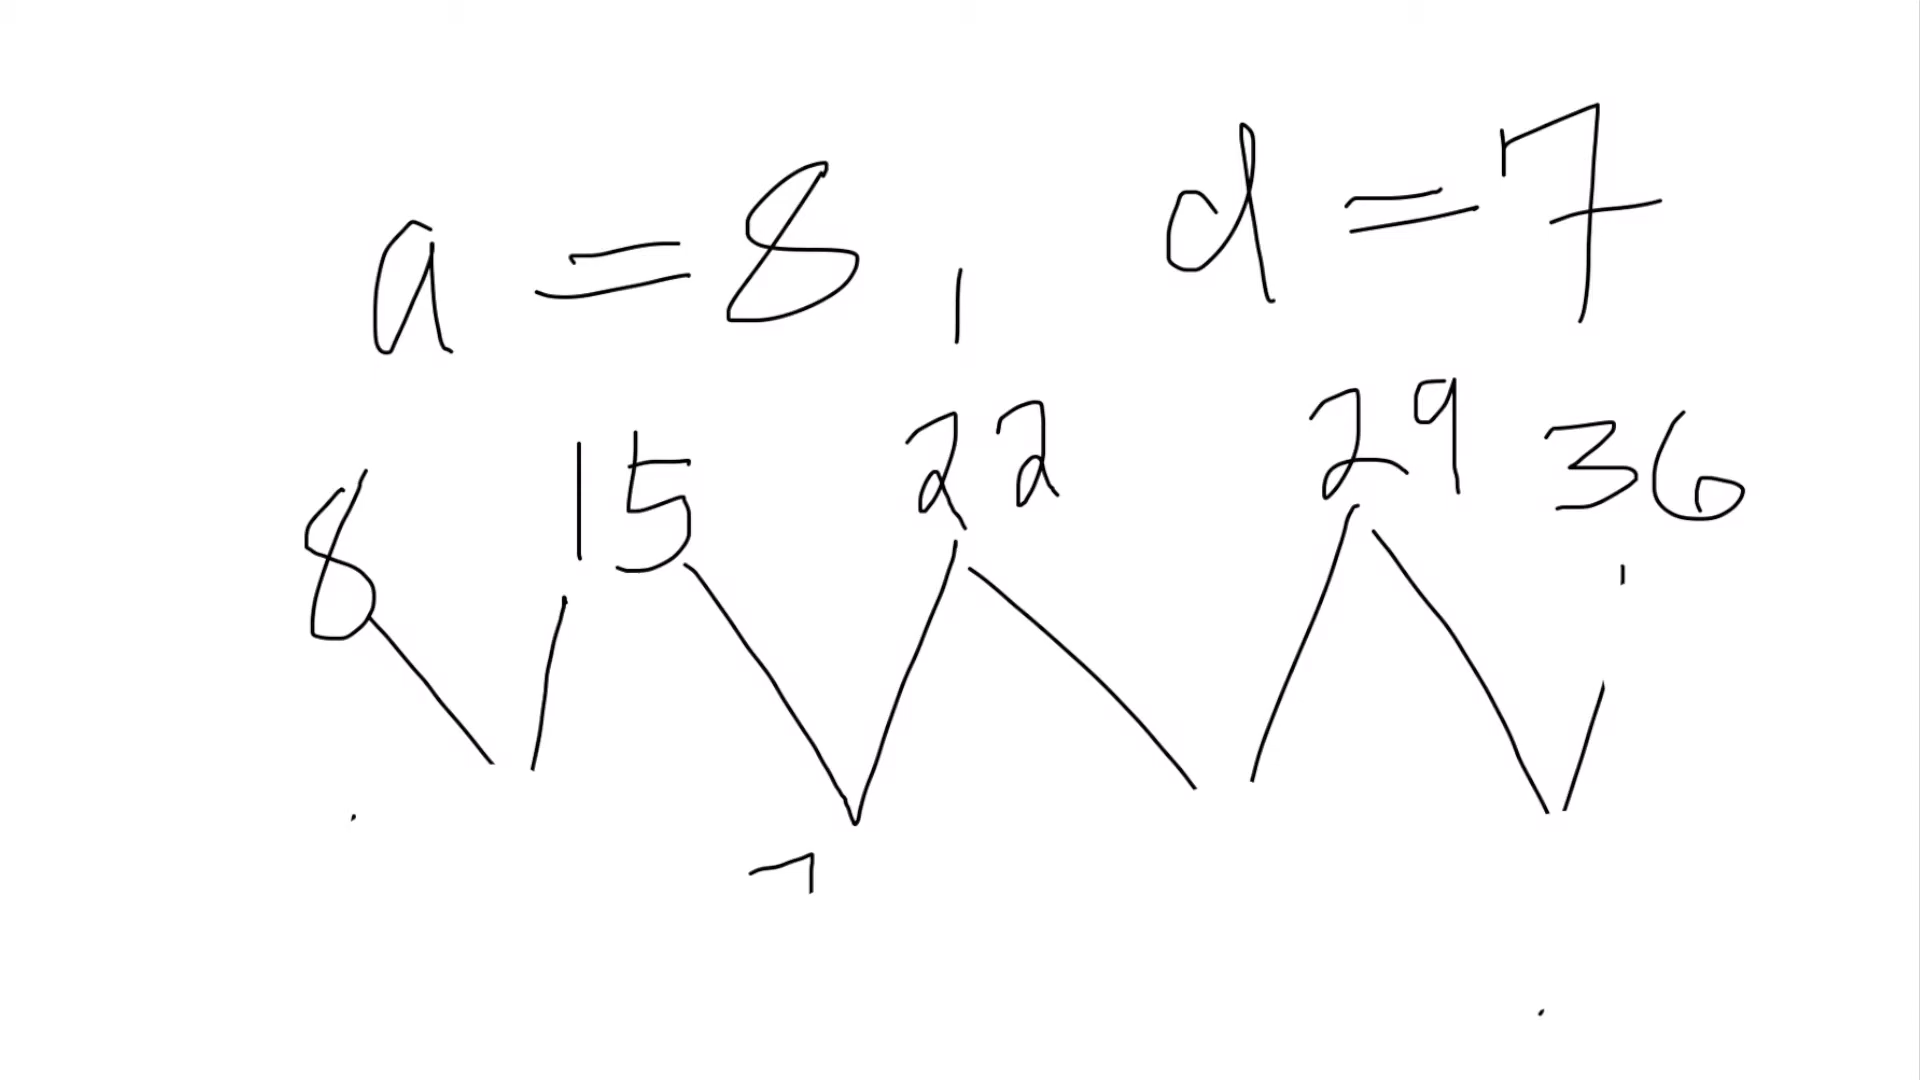 a = 8, d = 7
8 15 22 29 36
7